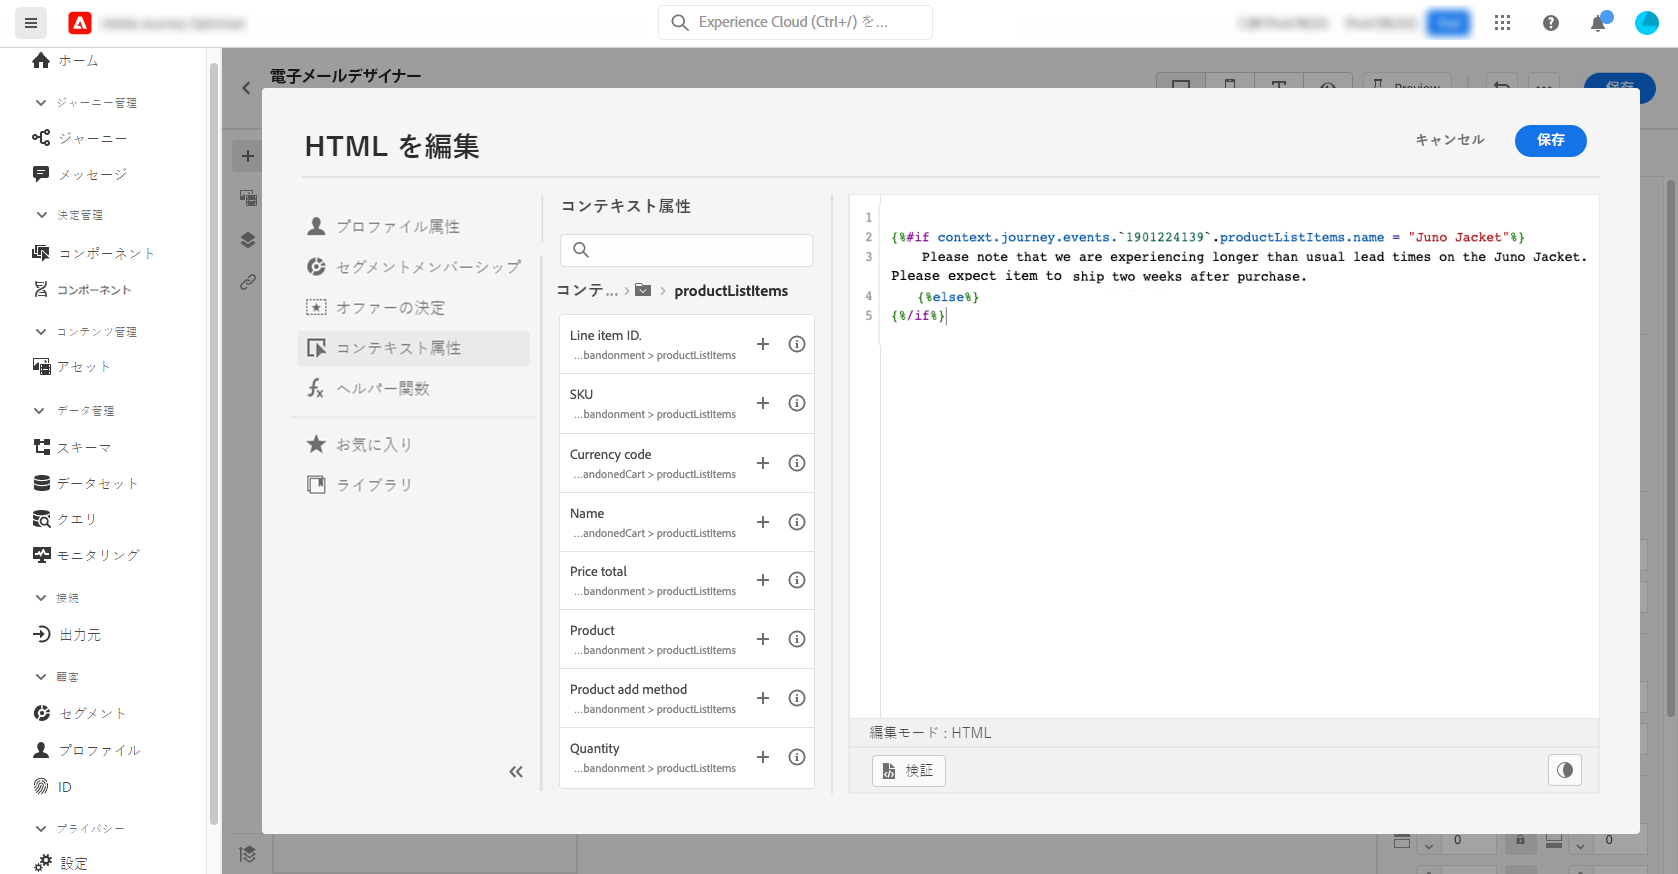 Experience Cloud (Ctrl+/) を...
ホーム
ジャーニー管理
ジャーニー
メッセージ
決定管理
コンポーネント
コンポーネント
コンテンツ管理
アセット
データ管理
スキーマ
データセット
クエリ
モニタリング
接続
出力元
顧客
セグメント
プロファイル
ID
プライバシー
設定
電子メールデザイナー
Preview
保存
HTML を編集
キャンセル
保存
プロファイル属性
セグメントメンバーシップ
オファーの決定
コンテキスト属性
ヘルパー関数
お気に入り
ライブラリ
コンテキスト属性
コンテ... > > productListItems
Line item ID.
...bandonment > productListItems
SKU
...bandonment > productListItems
Currency code
...andonedCart > productListItems
Name
...andonedCart > productListItems
Price total
...bandonment > productListItems
Product
...bandonment > productListItems
Product add method
...bandonment > productListItems
Quantity
...bandonment > productListItems
1
2 {%#if context.journey.events.`1901224139`.productListItems.name = "Juno Jacket"%}
3 Please note that we are experiencing longer than usual lead times on the Juno Jacket.
Please expect item to ship two weeks after purchase.
4 {%else%}
5 {%/if%}
編集モード : HTML
検証
0
0